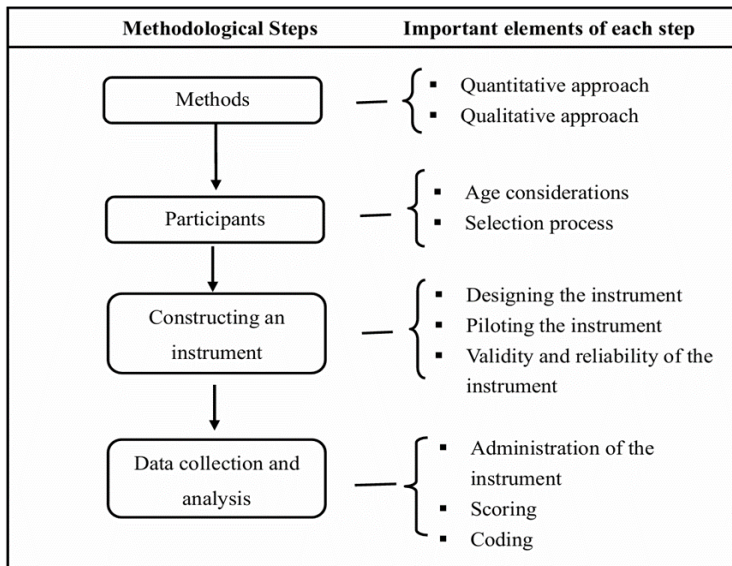 Methodological Steps
Important elements of each step
Methods
Quantitative approach
Qualitative approach
Participants
Age considerations
Selection process
Constructing an
instrument
Designing the instrument
Piloting the instrument
Validity and reliability of the
instrument
Data collection and
analysis
Administration of the
instrument
Scoring
Coding